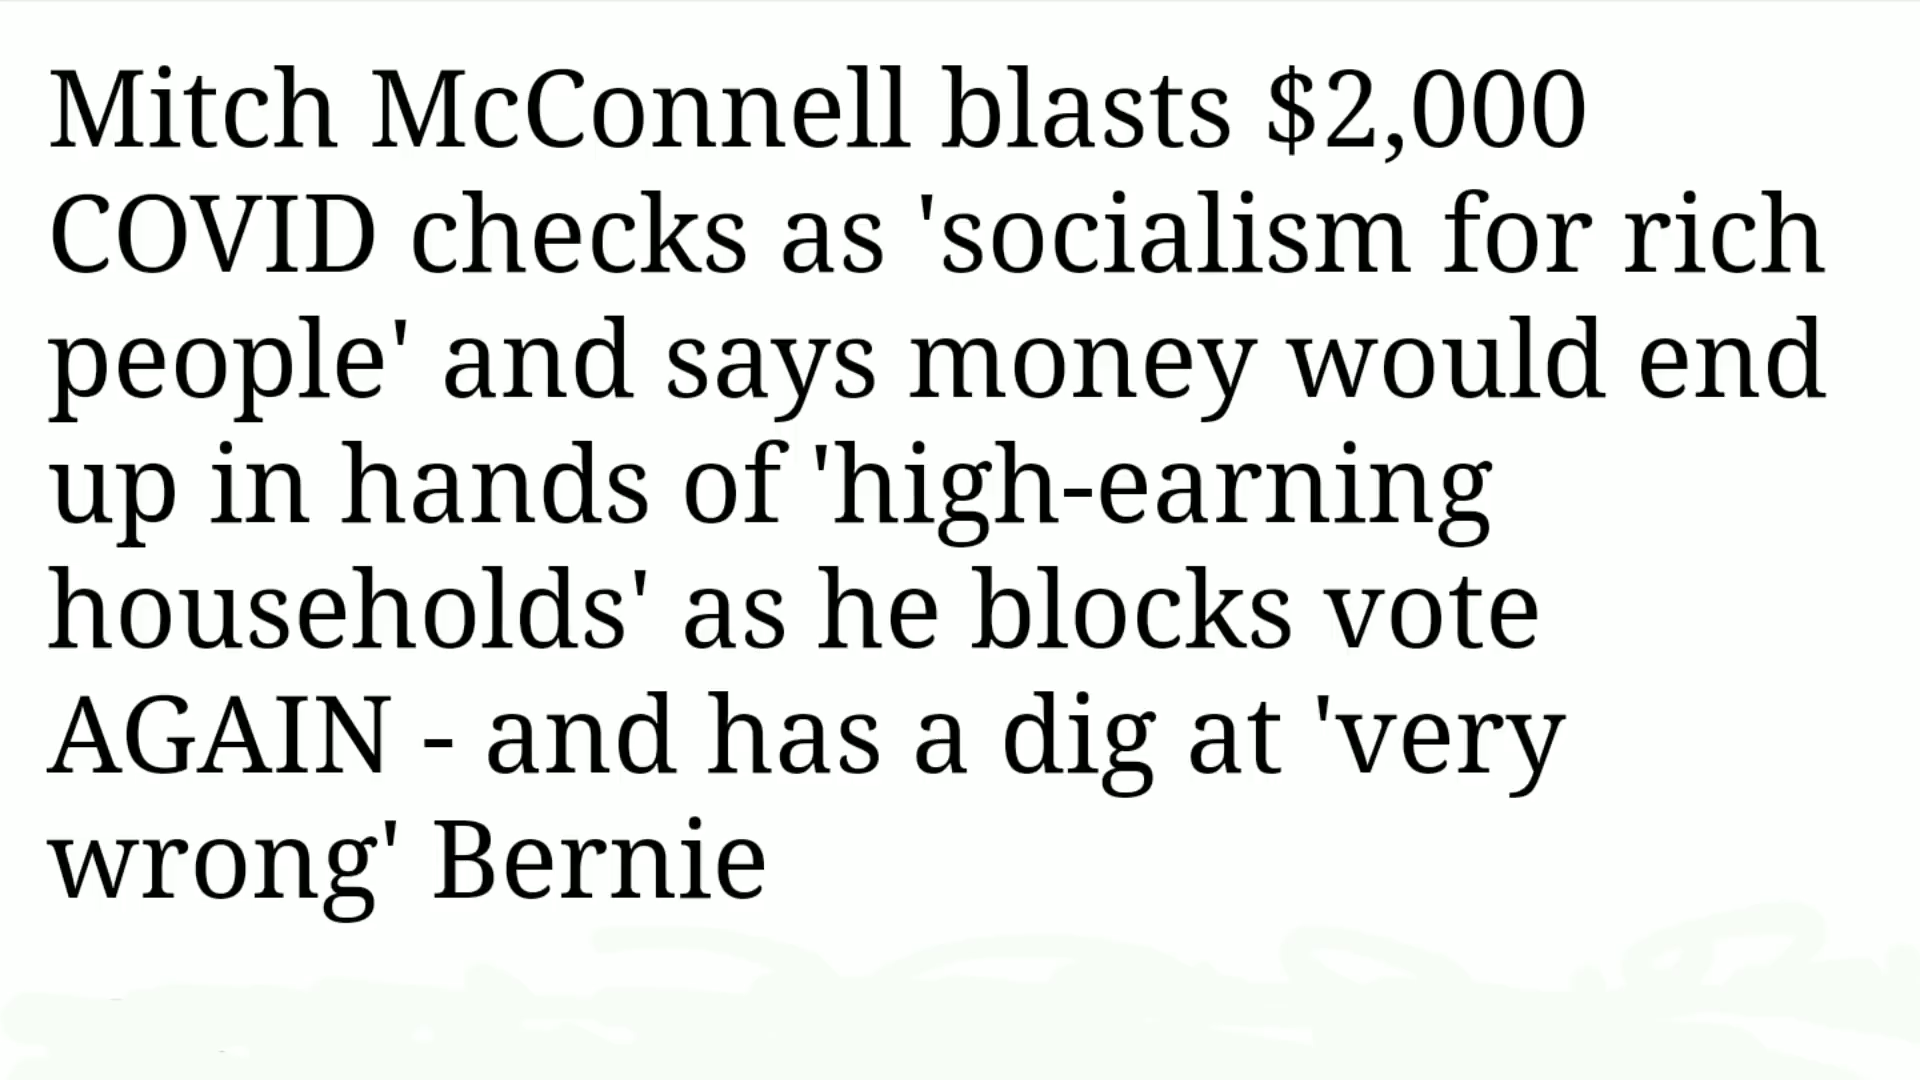 Mitch McConnell blasts $2,000
COVID checks as 'socialism for rich
people' and says money would end
up in hands of 'high-earning
households' as he blocks vote
AGAIN - and has a dig at 'very
wrong' Bernie